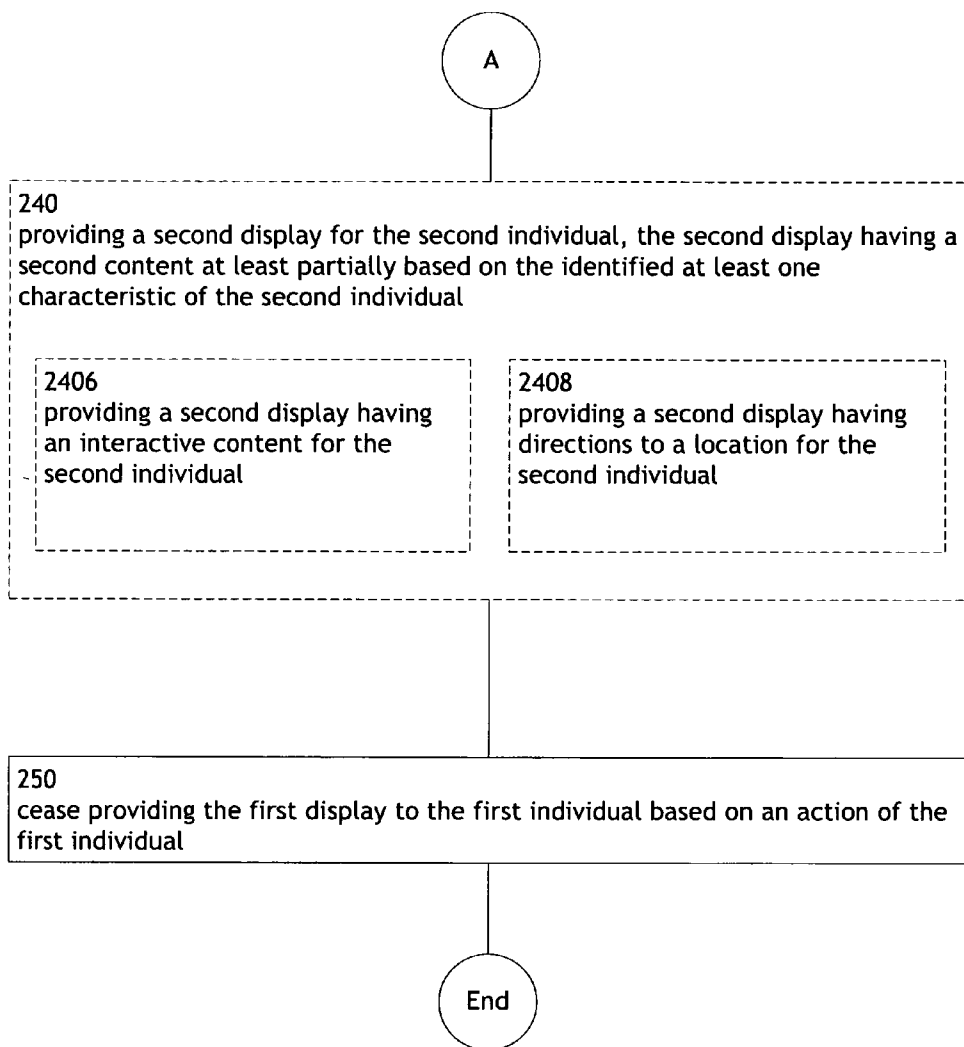 A
240
providing a second display for the second individual, the second display having a
second content at least partially based on the identified at least one
characteristic of the second individual
2406
providing a second display having
an interactive content for the
second individual
2408
providing a second display having
directions to a location for the
second individual
250
cease providing the first display to the first individual based on an action of the
first individual
End